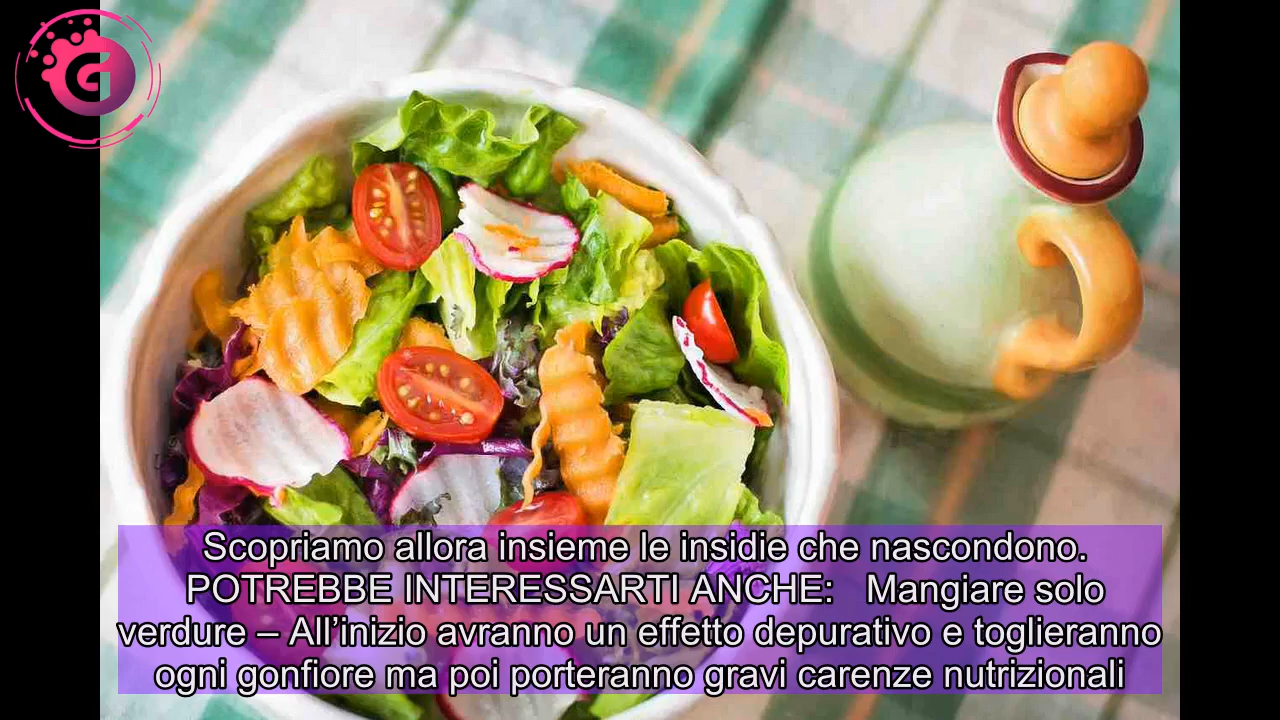 G
Scopriamo allora insieme le insidie che nascondono.
POTREBBE INTERESSARTI ANCHE:   Mangiare solo
verdure – All’inizio avranno un effetto depurativo e toglieranno
ogni gonfiore ma poi porteranno gravi carenze nutrizionali